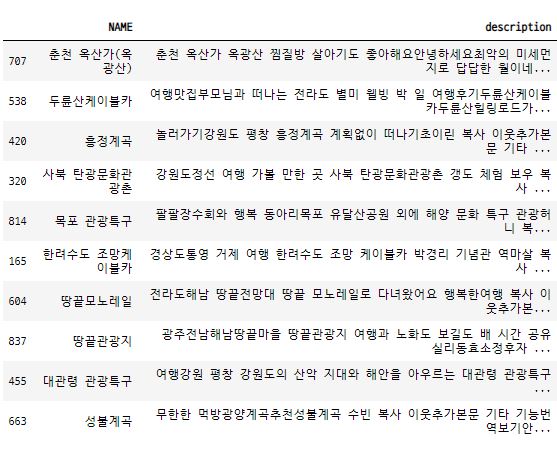 NAME description
707 춘천 옥산가(옥광산) 춘천 옥산가 옥광산 찜질방 살아기도 좋아해요안녕하세요최악의 미세먼지로 답답한 월이네...
538 두륜산케이블카 여행맛집부모님과 떠나는 전라도 별미 웰빙 박 일 여행후기두륜산케이블카두륜산힐링로드가...
420 흥정계곡 놀러가기강원도 평창 흥정계곡 계획없이 떠나기초이린 복사 이웃추가본문 기타 ...
320 사북 탄광문화관광촌 강원도정선 여행 가볼 만한 곳 사북 탄광문화관광촌 갱도 체험 보우 복사 ...
814 목포 관광특구 팔팔장수회와 행복 동아리목포 유달산공원 외에 해양 문화 특구 관광허니 복...
165 한려수도 조망케이블카 경상도통영 거제 여행 한려수도 조망 케이블카 박경리 기념관 역마살 복사 ...
604 땅끝모노레일 전라도해남 땅끝전망대 땅끝 모노레일로 다녀왔어요 행복한여행 복사 이웃추가본...
837 땅끝관광지 광주전남해남땅끝마을 땅끝관광지 여행과 노화도 보길도 배 시간 공유실리동효소정후자 ...
455 대관령 관광특구 여행강원 평창 강원도의 산악 지대와 해안을 아우르는 대관령 관광특구 ...
663 성불계곡 무한한 먹방광양계곡추천성불계곡 수빈 복사 이웃추가본문 기타 기능번역보기안...